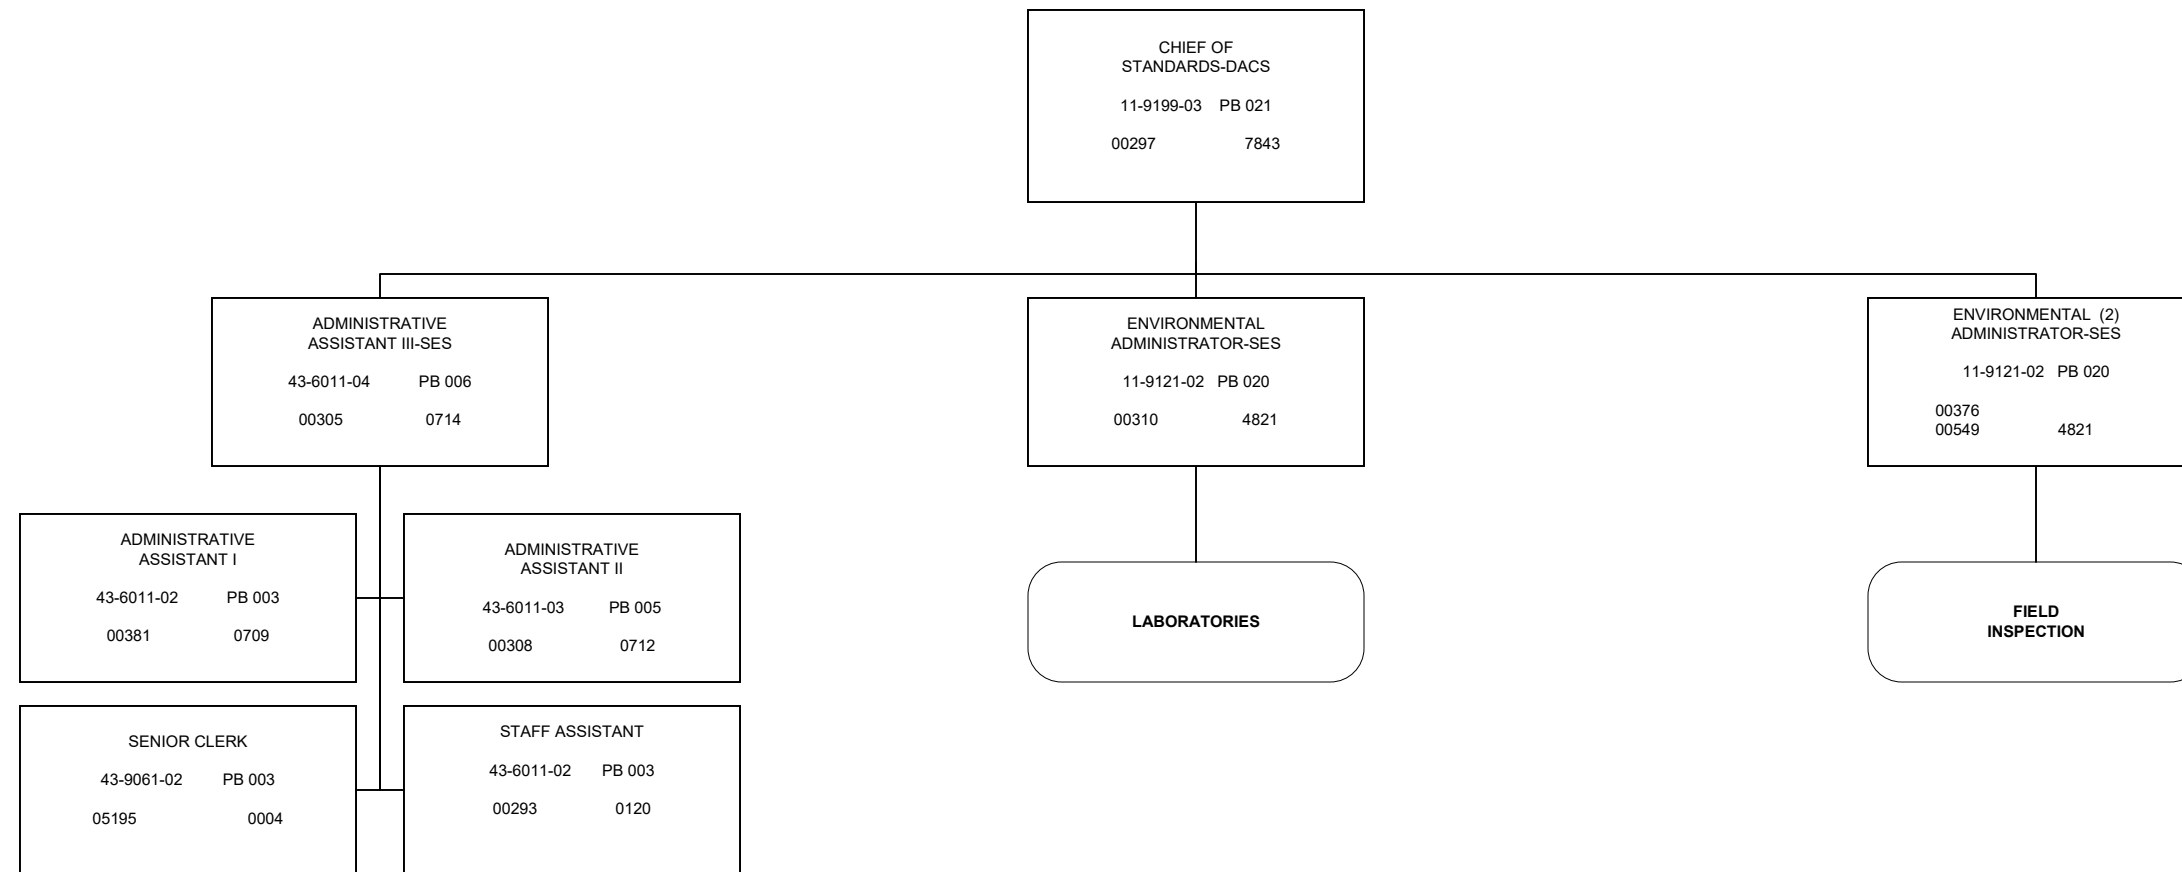 CHIEF OF
STANDARDS-DACS
11-9199-03 PB 021
00297 7843
ADMINISTRATIVE
ASSISTANT III-SES
43-6011-04 PB 006
00305 0714
ENVIRONMENTAL
ADMINISTRATOR-SES
11-9121-02 PB 020
00310 4821
ENVIRONMENTAL (2)
ADMINISTRATOR-SES
11-9121-02 PB 020
00376
00549 4821
ADMINISTRATIVE
ASSISTANT I
43-6011-02 PB 003
00381 0709
ADMINISTRATIVE
ASSISTANT II
43-6011-03 PB 005
00308 0712
LABORATORIES
FIELD
INSPECTION
SENIOR CLERK
43-9061-02 PB 003
05195 0004
STAFF ASSISTANT
43-6011-02 PB 003
00293 0120